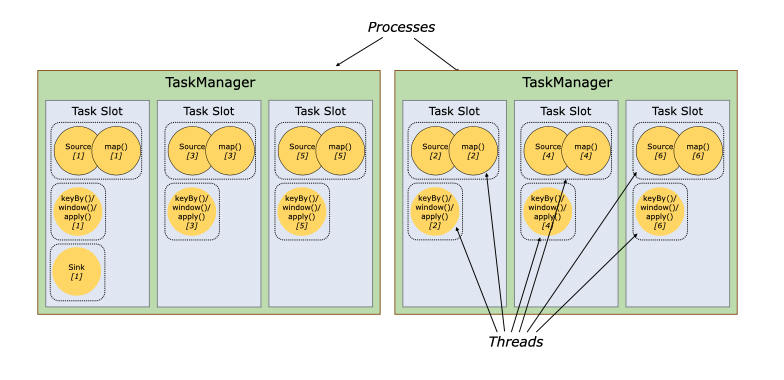 Processes
TaskManager
Task Slot
Source
[1]
map()
[1]
keyBy()/
window()/
apply()
[1]
Sink
[1]
Task Slot
Source
[3]
map()
[3]
keyBy()/
window()/
apply()
[3]
Task Slot
Source
[5]
map()
[5]
keyBy()/
window()/
apply()
[5]
TaskManager
Task Slot
Source
[2]
map()
[2]
keyBy()/
window()/
apply()
[2]
Task Slot
Source
[4]
map()
[4]
keyBy()/
window()/
apply()
[4]
Task Slot
Source
[6]
map()
[6]
keyBy()/
window()/
apply()
[6]
Threads